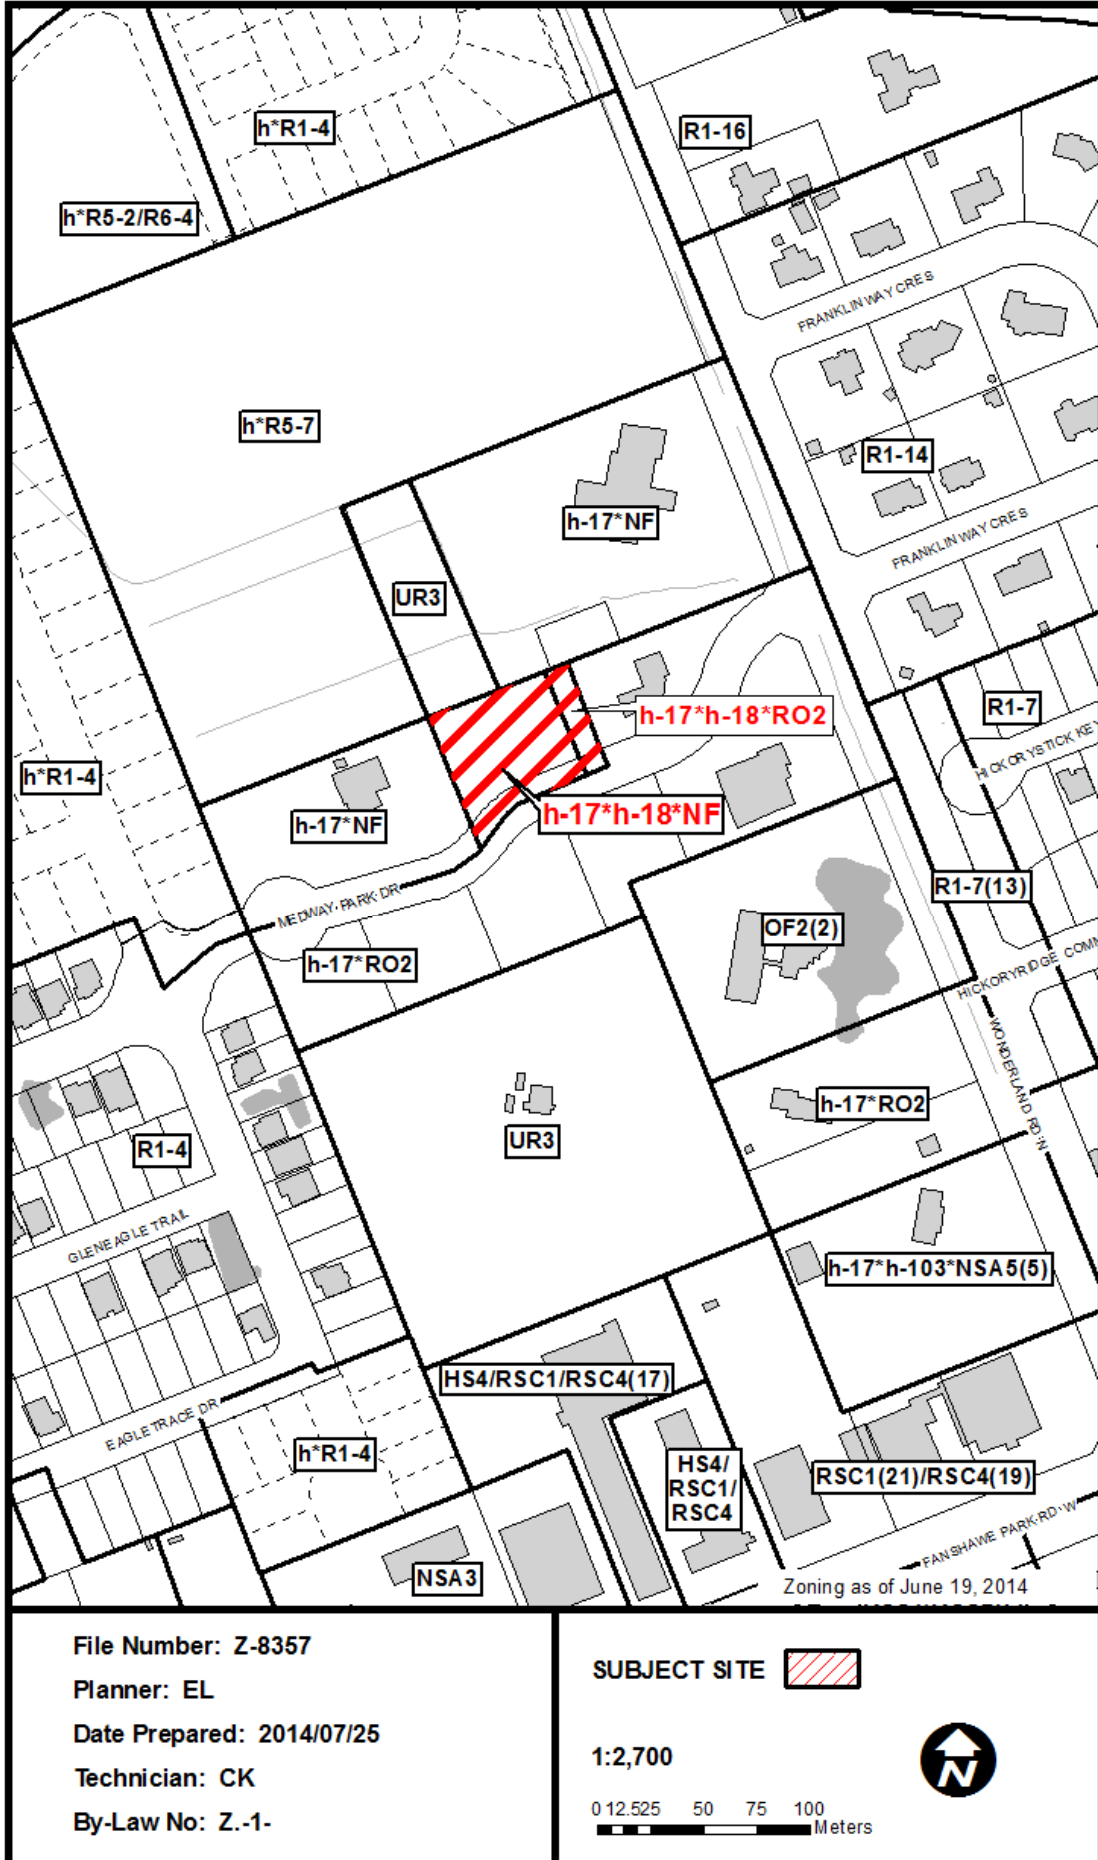 h*R1-4
R1-16
h*R5-2/R6-4
FRANKLIN WAY CRES
h*R5-7
R1-14
h-17*NF
FRANKLIN WAY CRES
UR3
R1-7
h-17*h-18*RO2
HICKORYSTICK KEY
h*R1-4
h-17*h-18*NF
h-17*NF
MEDWAY PARK DR
R1-7(13)
OF2(2)
h-17*RO2
HICKORYRIDGE COMM
WONDERLAND RD N
h-17*RO2
UR3
R1-4
GLENEAGLE TRAIL
h-17*h-103*NSA5(5)
HS4/RSC1/RSC4(17)
EAGLETRACE DR
h*R1-4
HS4/
RSC1/
RSC4
RSC1(21)/RSC4(19)
FANSHAWE PARK RD W
NSA3
Zoning as of June 19, 2014
File Number: Z-8357
Planner: EL
Date Prepared: 2014/07/25
Technician: CK
By-Law No: Z.-1-
SUBJECT SITE
1:2,700
N
0 12.525 50 75 100
Meters